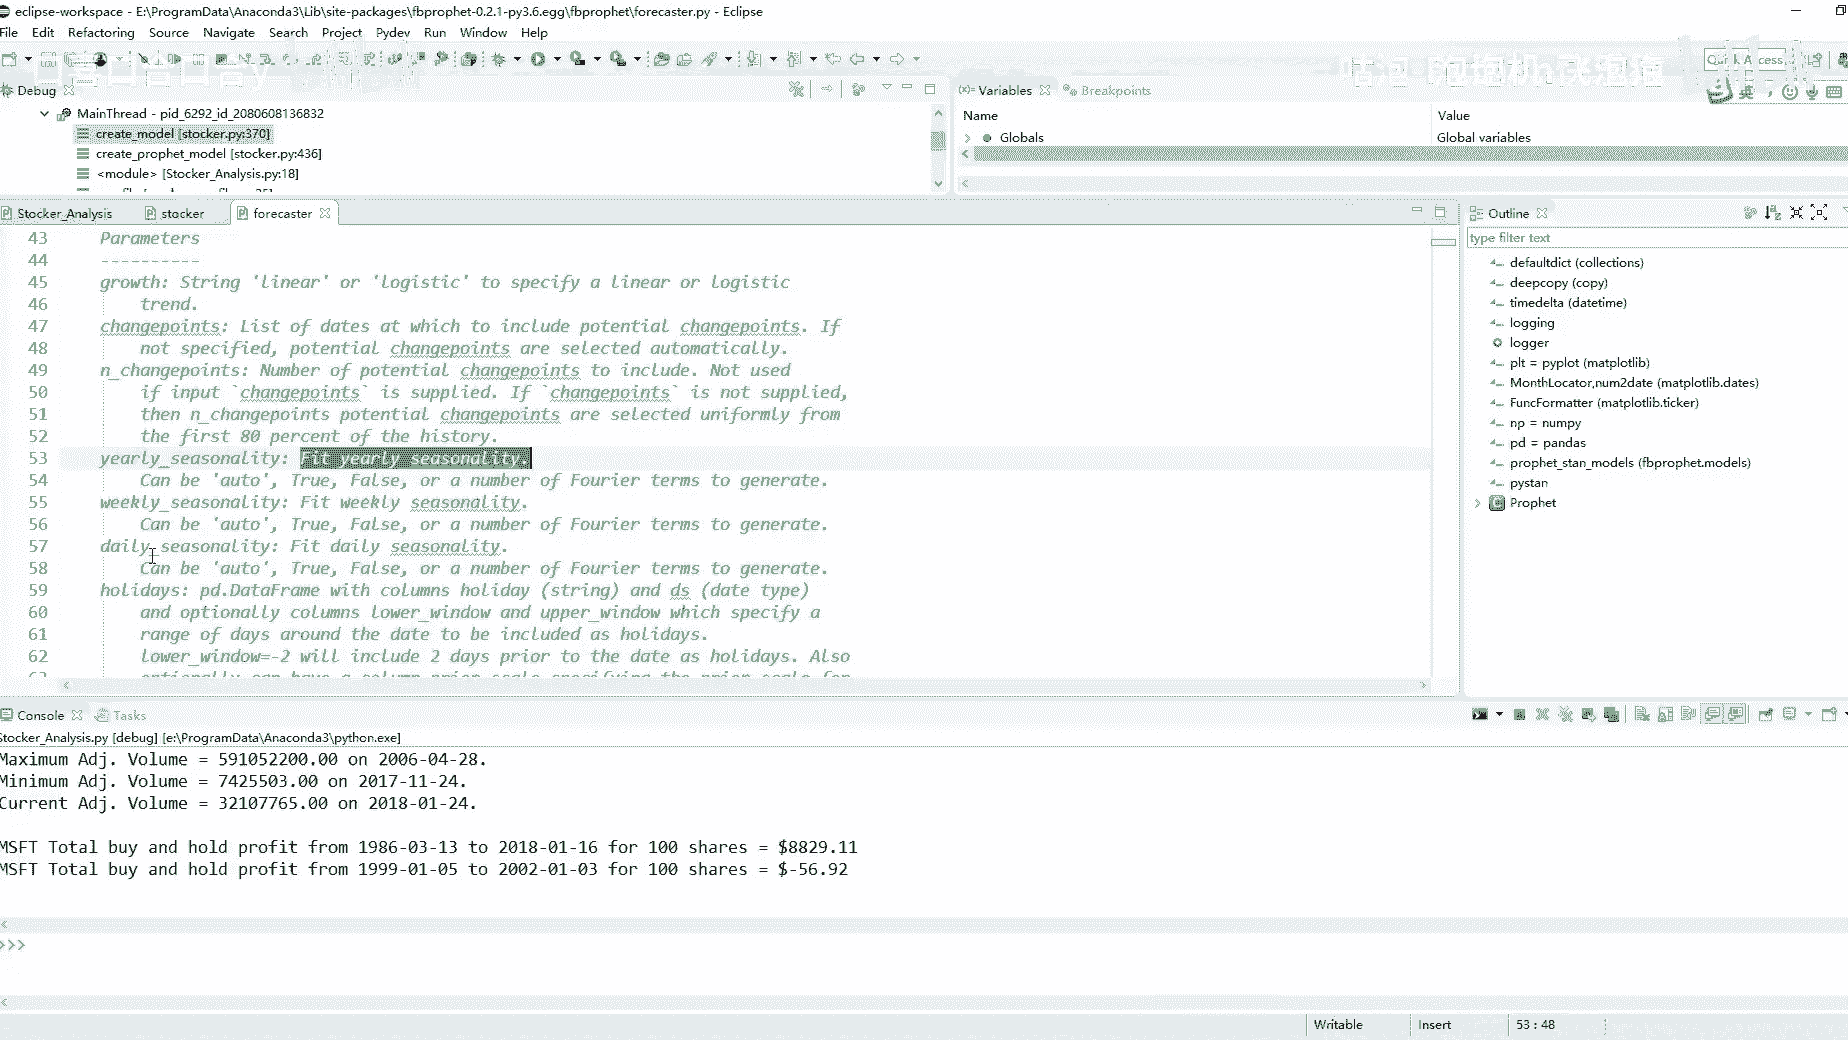 eclipse-workspace - E:\ProgramData\Anaconda3\Lib\site-packages\fbprophet-0.2.1-py3.6.egg\fbprophet\forecaster.py - Eclipse
File Edit Refactoring Source Navigate Search Project Pydev Run Window Help
Debug
MainThread - pid_6292_id_2080608136832
create_model [stocker.py:370]
create_prophet_model [stocker.py:436]
<module> [Stocker_Analysis.py:18]
Variables Breakpoints
Name Value
Globals Global variables
Stocker_Analysis stocker forecaster
43 Parameters
44 ----------
45 growth: String 'linear' or 'logistic' to specify a linear or logistic
46 trend.
47 changepoints: List of dates at which to include potential changepoints. If
48 not specified, potential changepoints are selected automatically.
49 n_changepoints: Number of potential changepoints to include. Not used
50 if input `changepoints` is supplied. If `changepoints` is not supplied,
51 then n_changepoints potential changepoints are selected uniformly from
52 the first 80 percent of the history.
53 yearly_seasonality: Fit yearly seasonality.
54 Can be 'auto', True, False, or a number of Fourier terms to generate.
55 weekly_seasonality: Fit weekly seasonality.
56 Can be 'auto', True, False, or a number of Fourier terms to generate.
57 daily_seasonality: Fit daily seasonality.
58 Can be 'auto', True, False, or a number of Fourier terms to generate.
59 holidays: pd.DataFrame with columns holiday (string) and ds (date type)
60 and optionally columns lower_window and upper_window which specify a
61 range of days around the date to be included as holidays.
62 lower_window=-2 will include 2 days prior to the date as holidays. Also
Outline
type filter text
defaultdict (collections)
deepcopy (copy)
timedelta (datetime)
logging
logger
plt = pyplot (matplotlib)
MonthLocator,num2date (matplotlib.dates)
FuncFormatter (matplotlib.ticker)
np = numpy
pd = pandas
prophet_stan_models (fbprophet.models)
pystan
Prophet
Console Tasks
Stocker_Analysis.py [debug] [e:\ProgramData\Anaconda3\python.exe]
Maximum Adj. Volume = 591052200.00 on 2006-04-28.
Minimum Adj. Volume = 7425503.00 on 2017-11-24.
Current Adj. Volume = 32107765.00 on 2018-01-24.
MSFT Total buy and hold profit from 1986-03-13 to 2018-01-16 for 100 shares = $8829.11
MSFT Total buy and hold profit from 1999-01-05 to 2002-01-03 for 100 shares = $-56.92
>>>
Writable Insert 53 : 48